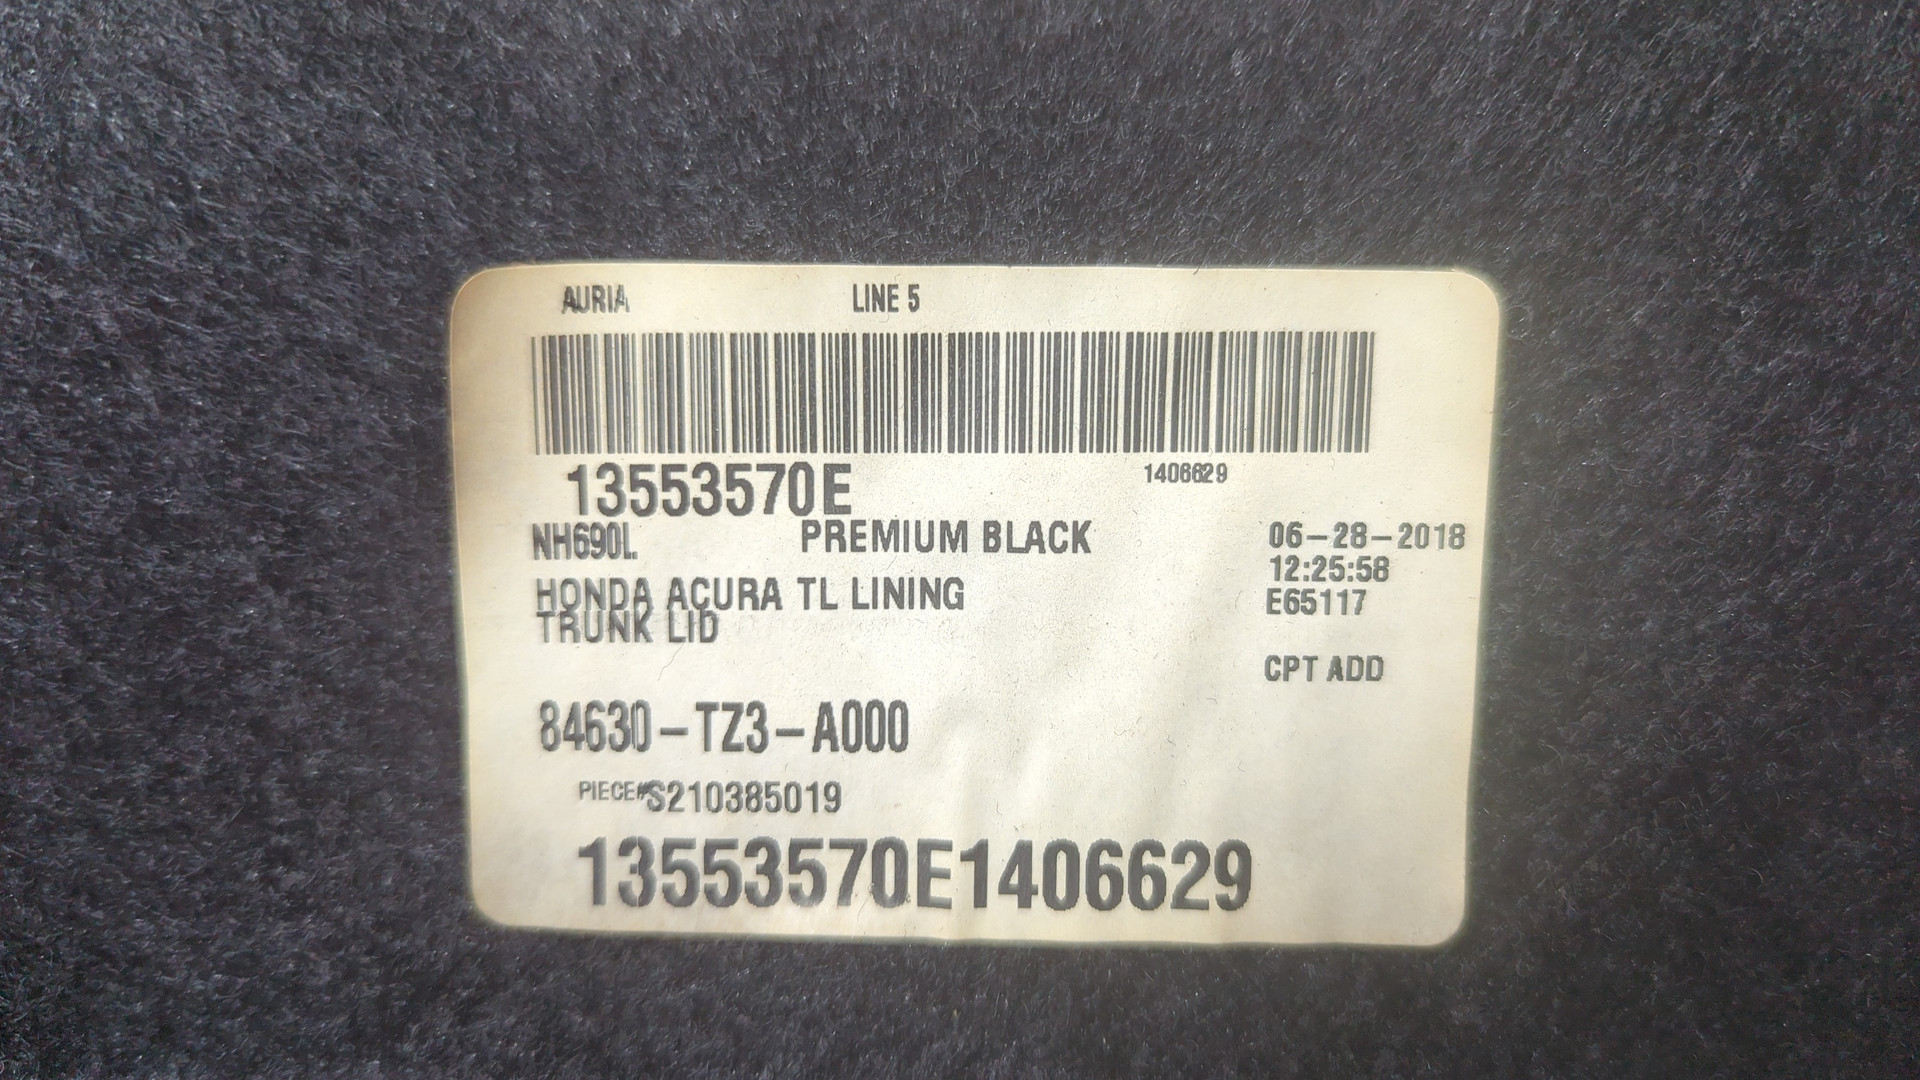 AURIA LINE 5
13553570E 1406629
NH690L PREMIUM BLACK 06-28-2018
12:25:58
HONDA ACURA TL LINING E65117
TRUNK LID
CPT ADD
84630-TZ3-A000
PIECE#S210385019
13553570E1406629